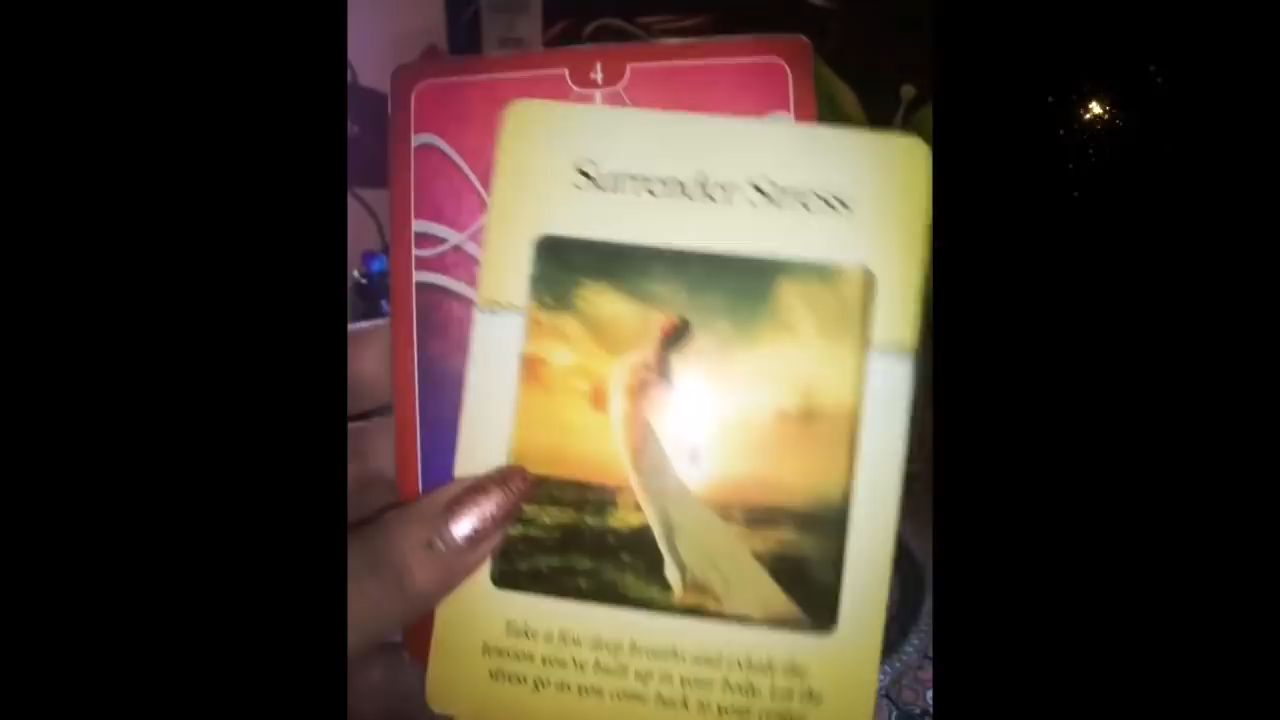 4
Surrender Stress
Take a few deep breaths and exhale the
tension you've built up in your body. Let the
stress go as you come back to your center